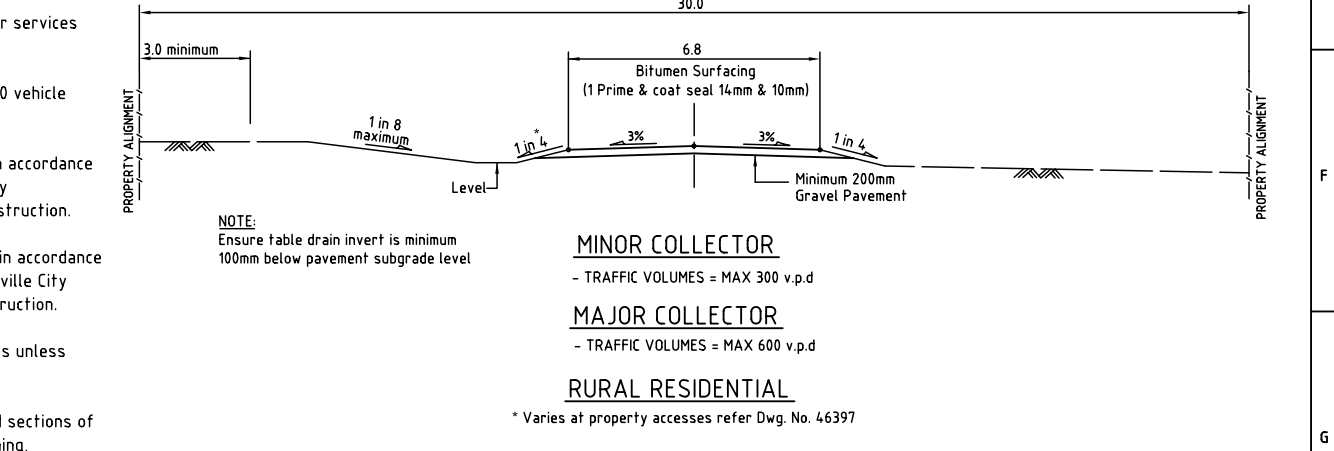 r services
0 vehicle
accordance
y
struction.
in accordance
ville City
ruction.
s unless
sections of
ning.
30.0
3.0 minimum
6.8
Bitumen Surfacing
(1 Prime & coat seal 14mm & 10mm)
PROPERTY ALIGNMENT
1 in 8
maximum
1 in 4*
3%
3%
1 in 4
PROPERTY ALIGNMENT
Level
Minimum 200mm
Gravel Pavement
NOTE:
Ensure table drain invert is minimum
100mm below pavement subgrade level
MINOR COLLECTOR
- TRAFFIC VOLUMES = MAX 300 v.p.d
MAJOR COLLECTOR
- TRAFFIC VOLUMES = MAX 600 v.p.d
RURAL RESIDENTIAL
* Varies at property accesses refer Dwg. No. 46397
F
G